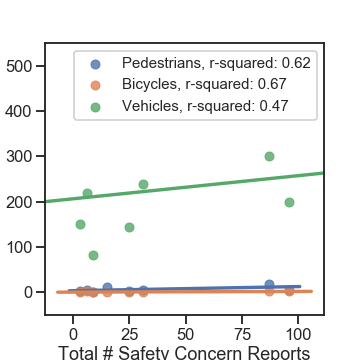 Pedestrians, r-squared: 0.62
Bicycles, r-squared: 0.67
Vehicles, r-squared: 0.47
500
400
300
200
100
0
0 25 50 75 100
Total # Safety Concern Reports